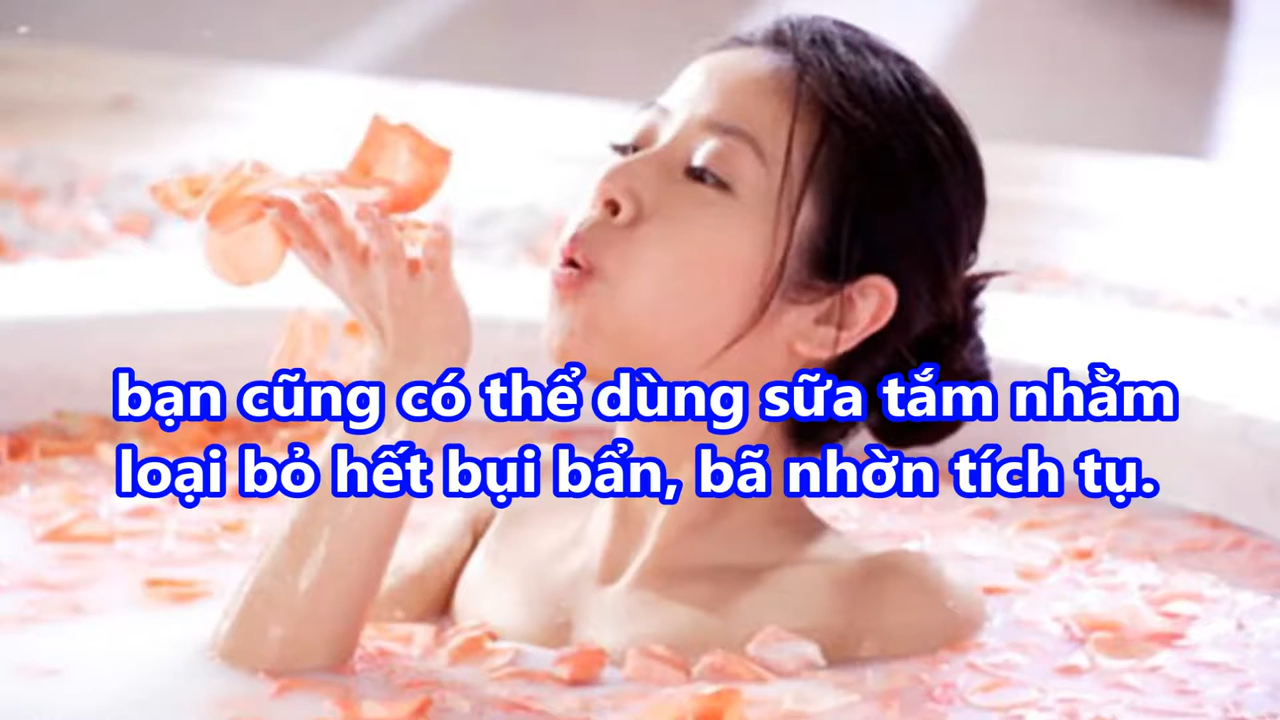 bạn cũng có thể dùng sữa tắm nhằm
loại bỏ hết bụi bẩn, bã nhờn tích tụ.